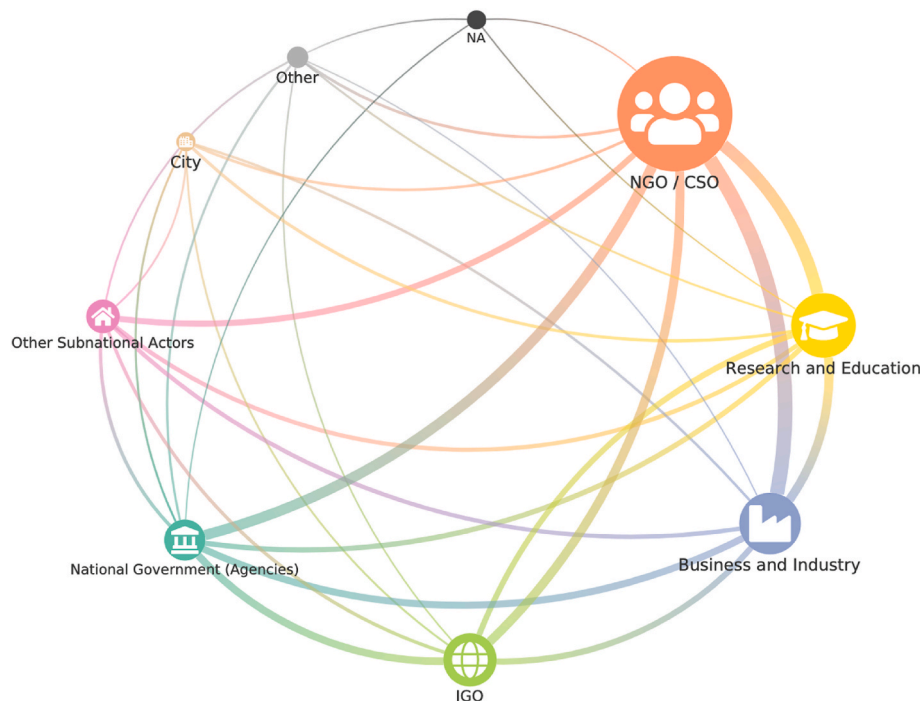 NA
Other
City
NGO / CSO
Other Subnational Actors
Research and Education
National Government (Agencies)
Business and Industry
IGO